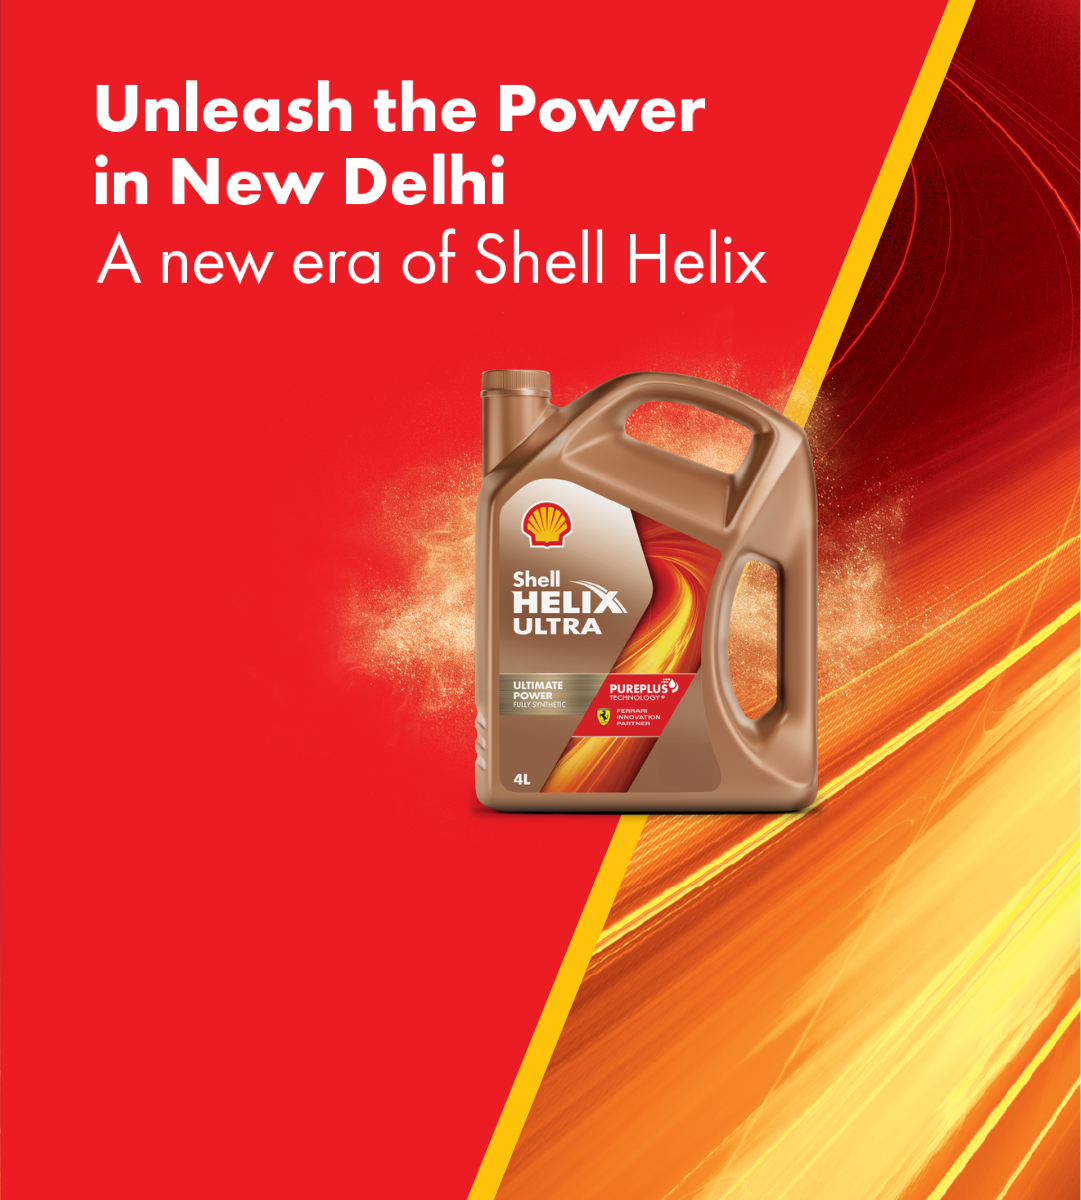 Unleash the Power
in New Delhi
A new era of Shell Helix
Shell
HELIX
ULTRA
ULTIMATE
POWER
FULLY SYNTHETIC
PUREPLUS
TECHNOLOGY®
FERRARI
INNOVATION
PARTNER
4L